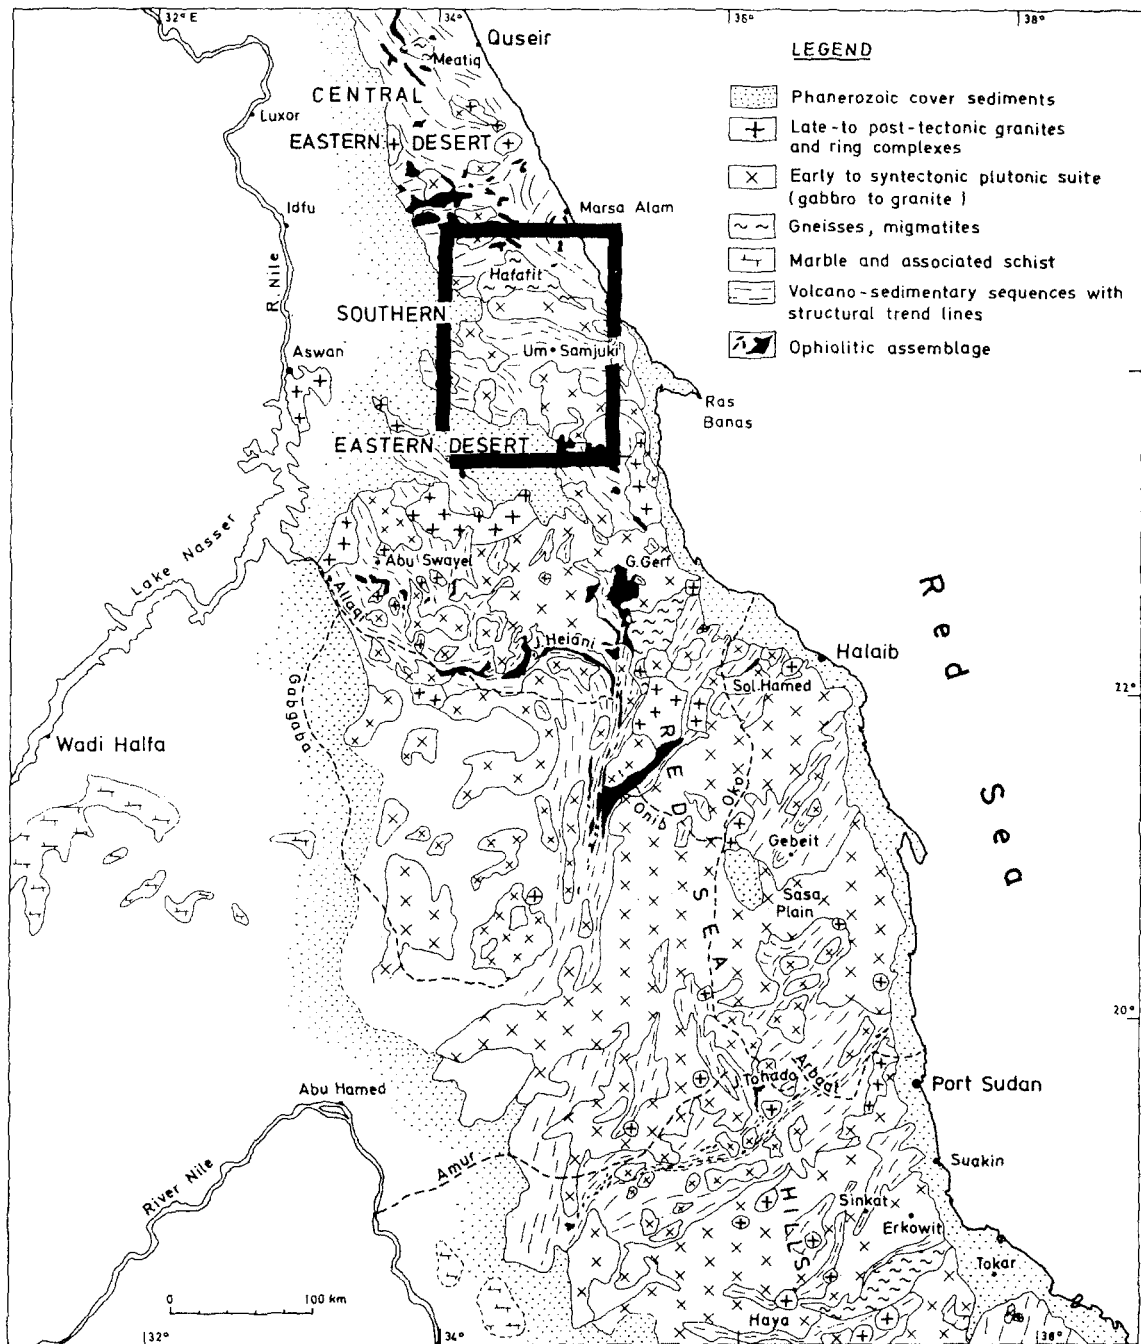 32° E
34°
36°
38°
Quseir
Meatiq
CENTRAL
Luxor
EASTERN DESERT
Idfu
Marsa Alam
R. Nile
Hafafit
SOUTHERN
Um Samjuki
Aswan
Ras
Banas
EASTERN DESERT
LEGEND
Phanerozoic cover sediments
Late-to post-tectonic granites
and ring complexes
Early to syntectonic plutonic suite
(gabbro to granite)
Gneisses, migmatites
Marble and associated schist
Volcano-sedimentary sequences with
structural trend lines
Ophiolitic assemblage
Lake Nasser
Abu Swayel
G.Gerf
Allaqi
J Heiani
Halaib
Sol Hamed
Red Sea
Gabgaba
Wadi Halfa
Onib
Oko
RED SEA HILLS
Gebeit
Sasa
Plain
20°
Abu Hamed
J Tohado
Arbaat
Port Sudan
River Nile
Amur
Suakin
Sinkat
Erkowit
Tokar
Haya
0 100 km
32°
34°
38°